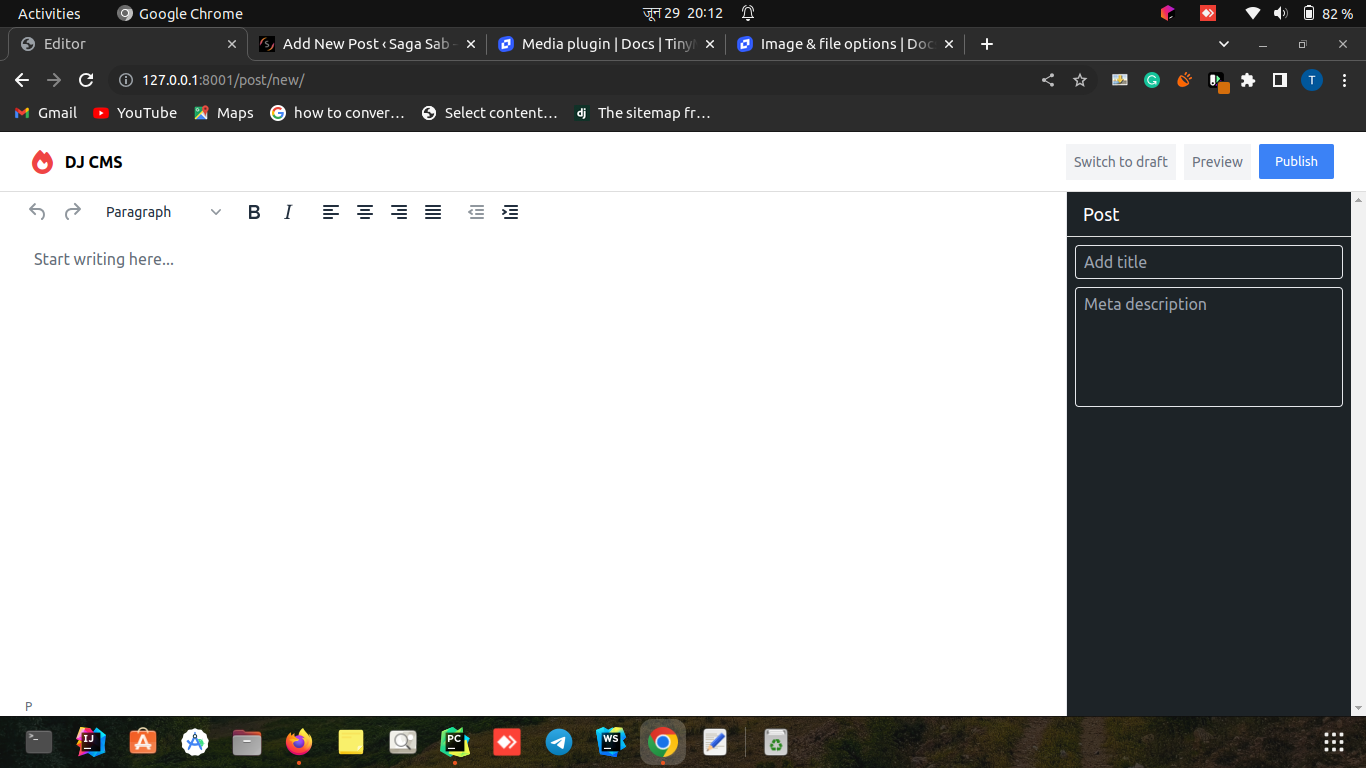 Activities
Google Chrome
जून 29 20:12
82 %
Editor
Add New Post ‹ Saga Sab
Media plugin | Docs | Tiny
Image & file options | Doc
127.0.0.1:8001/post/new/
T
Gmail
YouTube
Maps
how to conver…
Select content…
dj
The sitemap fr…
DJ CMS
Switch to draft
Preview
Publish
Paragraph
B
I
Post
Start writing here...
Add title
Meta description
P
IJ
PC
WS